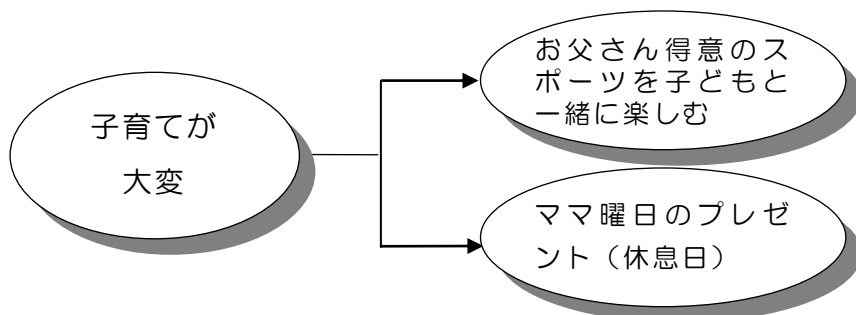 子育てが
大変
お父さん得意のス
ポーツを子どもと
一緒に楽しむ
ママ曜日のプレゼ
ント（休息日）